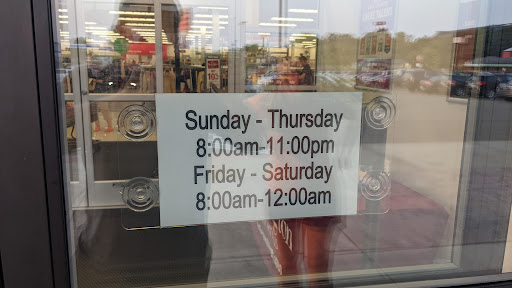 Sunday - Thursday
8:00am-11:00pm
Friday - Saturday
8:00am-12:00am